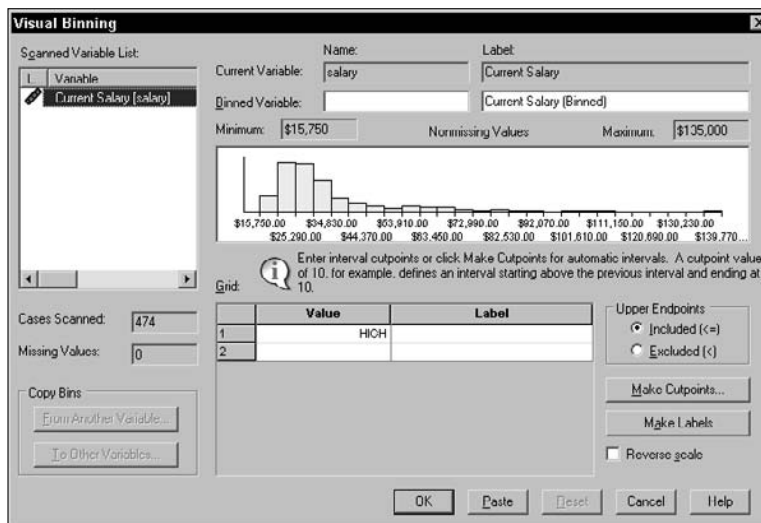 Visual Binning
Scanned Variable List:
Name:
Label:
Current Variable:
salary
Current Salary
Variable
Current Salary [salary]
Binned Variable:
Current Salary (Binned)
Minimum:
$15,750
Nonmissing Values
Maximum:
$135,000
$15,750.00 $34,830.00 $53,910.00 $72,990.00 $92,070.00 $111,150.00 $130,230.00
$25,290.00 $44,370.00 $63,450.00 $82,530.00 $101,610.00 $120,690.00 $139,770...
Enter interval cutpoints or click Make Cutpoints for automatic intervals. A cutpoint value
of 10, for example, defines an interval starting above the previous interval and ending at
10.
Grid:
Value
Label
1
HIGH
2
Cases Scanned:
474
Missing Values:
0
Copy Bins
From Another Variable...
To Other Variables...
Upper Endpoints
Included (<=)
Excluded (<)
Make Cutpoints...
Make Labels
Reverse scale
OK
Paste
Reset
Cancel
Help